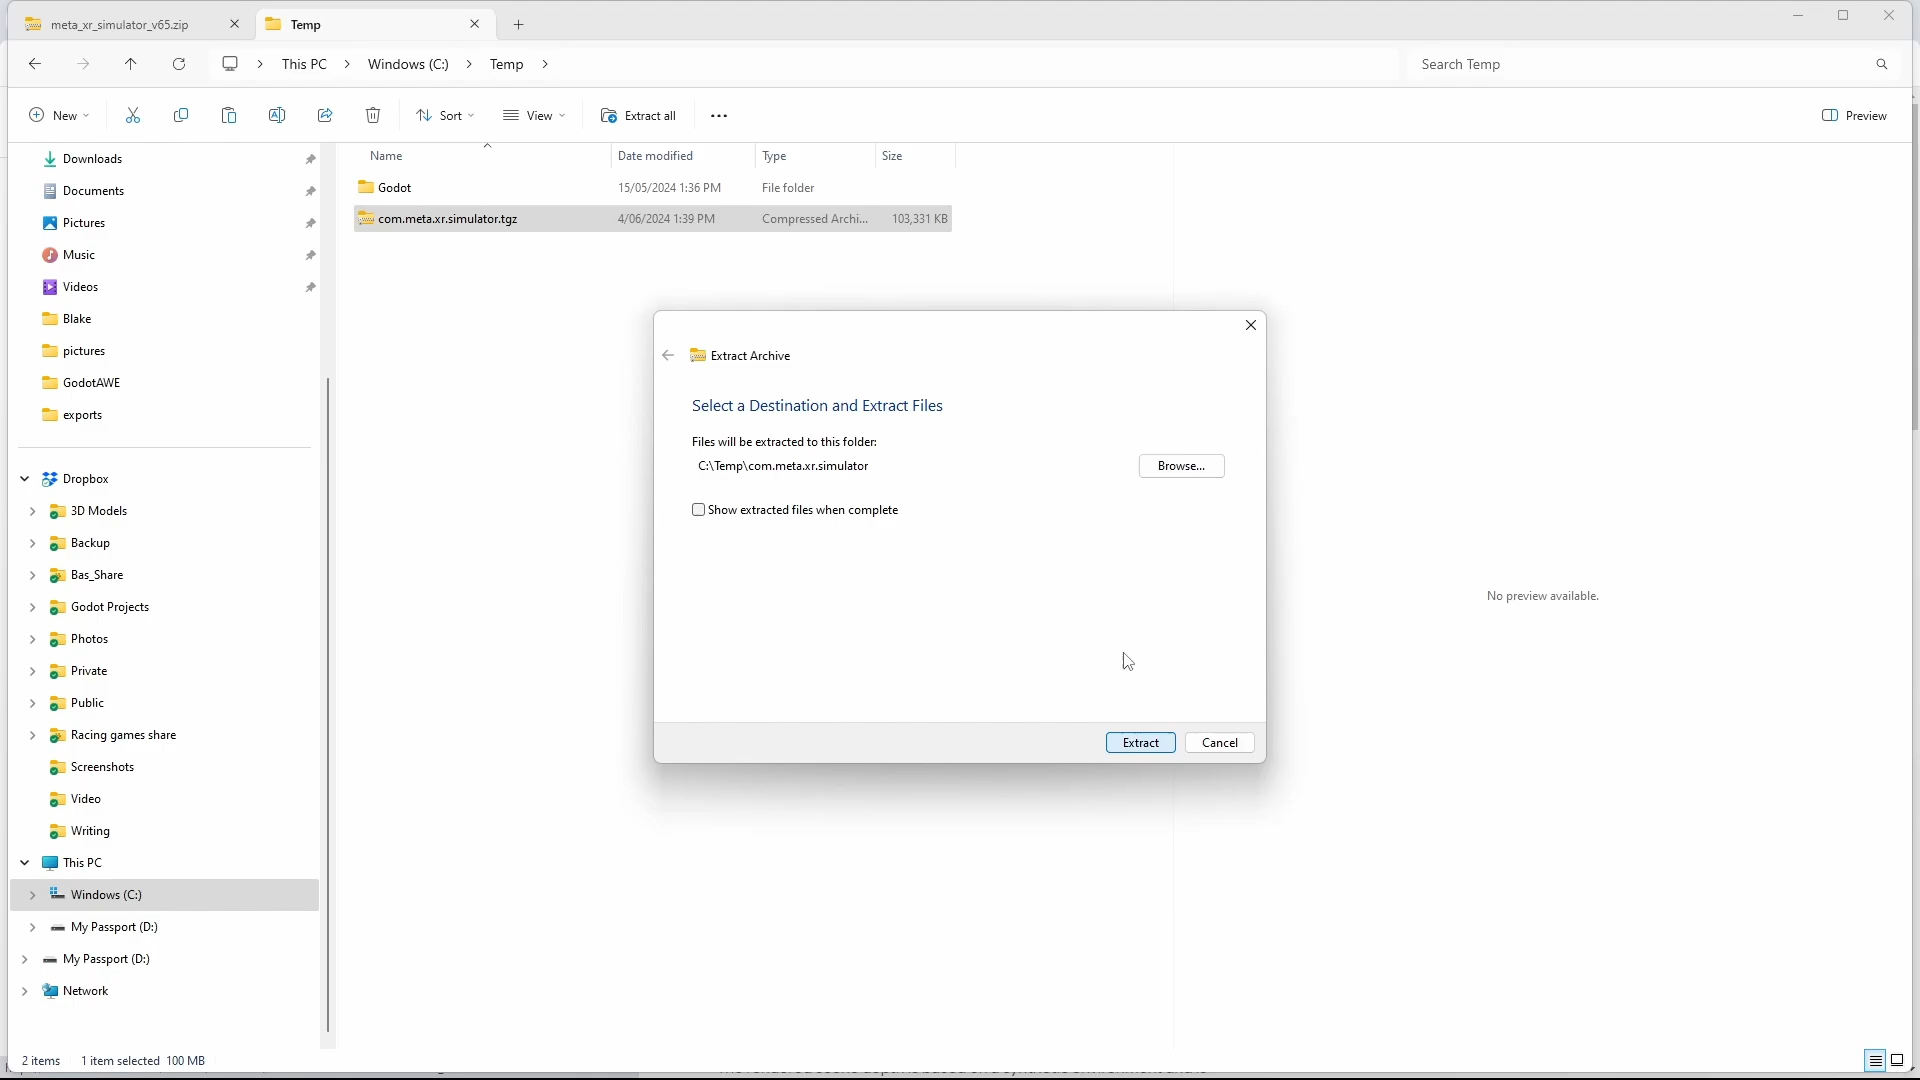 meta_xr_simulator_v65.zip
Temp
This PC
Windows (C:)
Temp
Search Temp
New
Sort
View
Extract all
Preview
Name
Date modified
Type
Size
Godot
15/05/2024 1:36 PM
File folder
com.meta.xr.simulator.tgz
4/06/2024 1:39 PM
Compressed Archi...
103,331 KB
Downloads
Documents
Pictures
Music
Videos
Blake
pictures
GodotAWE
exports
Dropbox
3D Models
Backup
Bas_Share
Godot Projects
Photos
Private
Public
Racing games share
Screenshots
Video
Writing
This PC
Windows (C:)
My Passport (D:)
My Passport (D:)
Network
Extract Archive
Select a Destination and Extract Files
Files will be extracted to this folder:
C:\Temp\com.meta.xr.simulator
Browse...
Show extracted files when complete
Extract
Cancel
No preview available.
2 items
1 item selected 100 MB